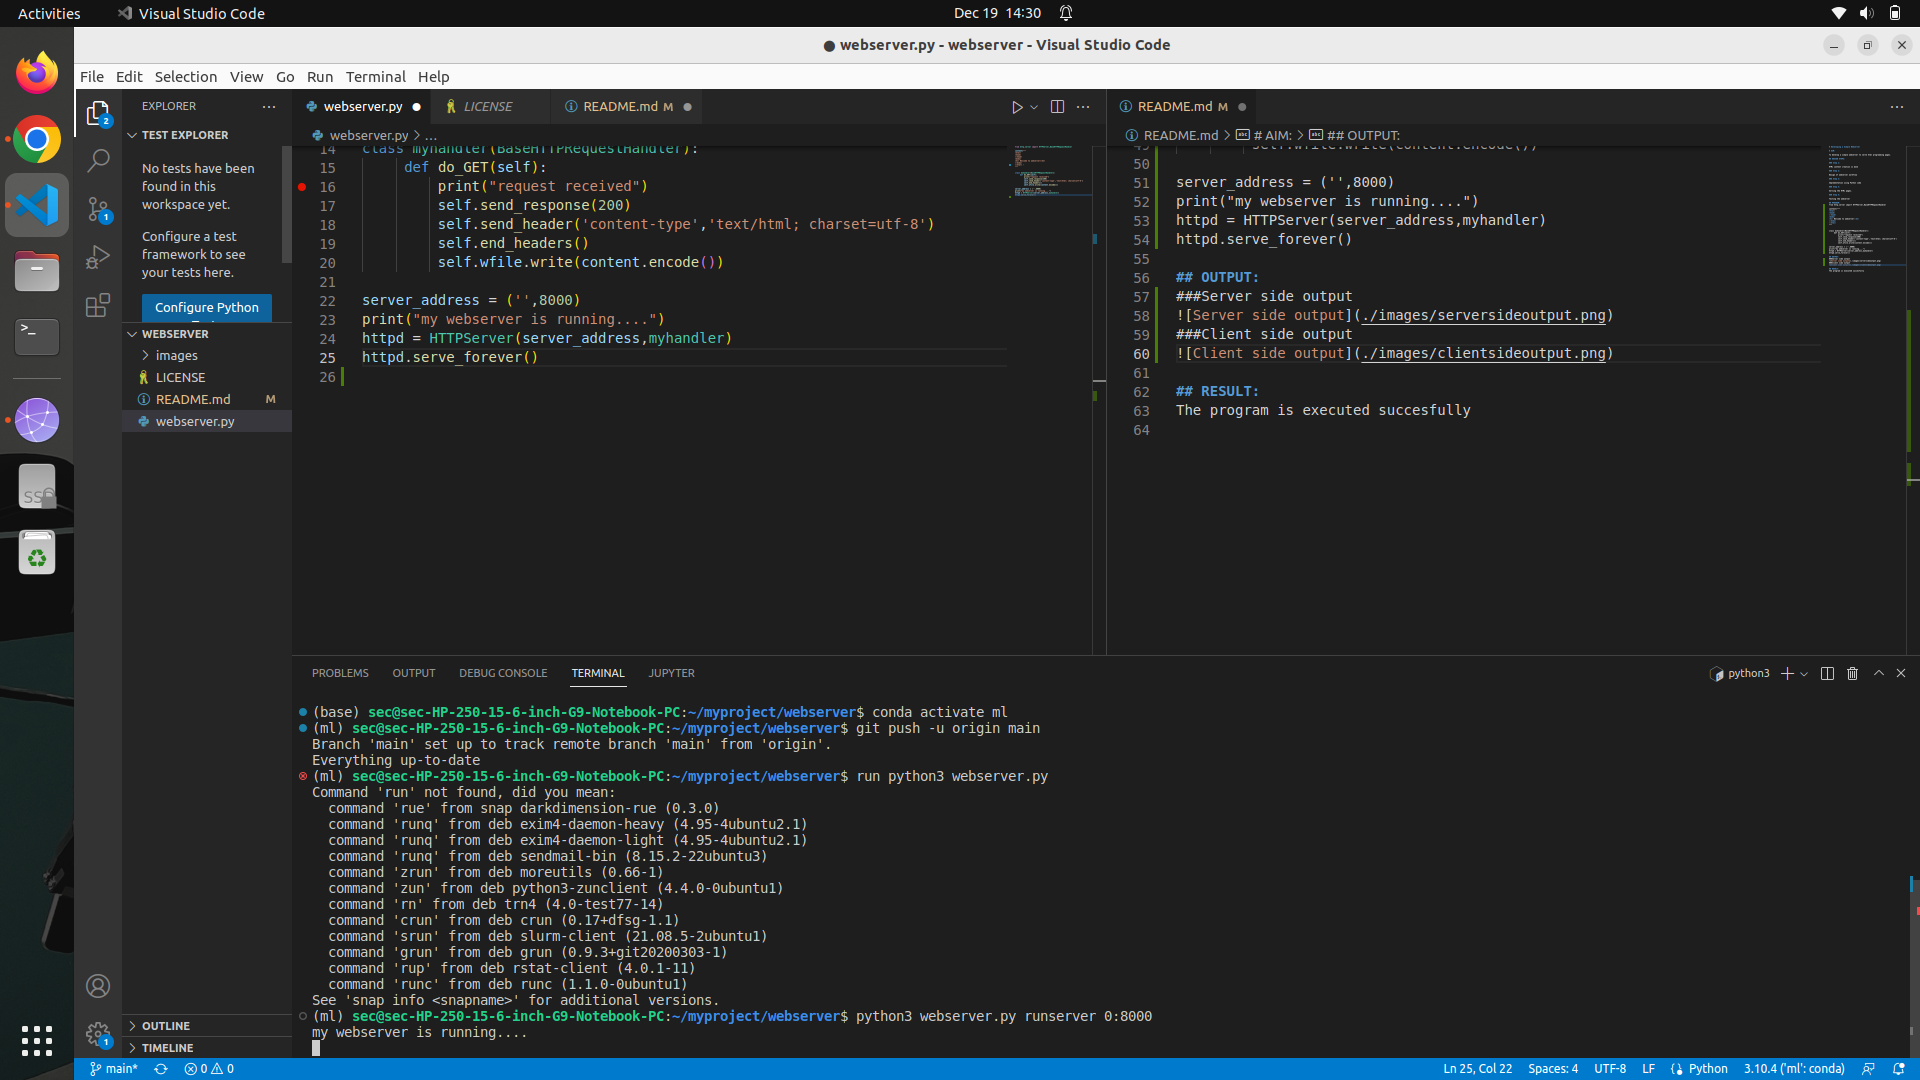 Activities
Visual Studio Code
Dec 19 14:30
● webserver.py - webserver - Visual Studio Code
File Edit Selection View Go Run Terminal Help
EXPLORER
TEST EXPLORER
No tests have been
found in this
workspace yet.
Configure a test
framework to see
your tests here.
Configure Python
WEBSERVER
images
LICENSE
README.md M
webserver.py
OUTLINE
TIMELINE
webserver.py ●
LICENSE
README.md M ●
webserver.py > ...
14 class myhandler(BaseHTTPRequestHandler):
15 def do_GET(self):
16 print("request received")
17 self.send_response(200)
18 self.send_header('content-type','text/html; charset=utf-8')
19 self.end_headers()
20 self.wfile.write(content.encode())
21
22 server_address = ('',8000)
23 print("my webserver is running....")
24 httpd = HTTPServer(server_address,myhandler)
25 httpd.serve_forever()
26
README.md M ●
README.md > # AIM: > ## OUTPUT:
49 self.wfile.write(content.encode())
50
51 server_address = ('',8000)
52 print("my webserver is running....")
53 httpd = HTTPServer(server_address,myhandler)
54 httpd.serve_forever()
55
56 ## OUTPUT:
57 ###Server side output
58 ![Server side output](./images/serversideoutput.png)
59 ###Client side output
60 ![Client side output](./images/clientsideoutput.png)
61
62 ## RESULT:
63 The program is executed succesfully
64
PROBLEMS OUTPUT DEBUG CONSOLE TERMINAL JUPYTER
python3
(base) sec@sec-HP-250-15-6-inch-G9-Notebook-PC:~/myproject/webserver$ conda activate ml
(ml) sec@sec-HP-250-15-6-inch-G9-Notebook-PC:~/myproject/webserver$ git push -u origin main
Branch 'main' set up to track remote branch 'main' from 'origin'.
Everything up-to-date
(ml) sec@sec-HP-250-15-6-inch-G9-Notebook-PC:~/myproject/webserver$ run python3 webserver.py
Command 'run' not found, did you mean:
command 'rue' from snap darkdimension-rue (0.3.0)
command 'runq' from deb exim4-daemon-heavy (4.95-4ubuntu2.1)
command 'runq' from deb exim4-daemon-light (4.95-4ubuntu2.1)
command 'runq' from deb sendmail-bin (8.15.2-22ubuntu3)
command 'zrun' from deb moreutils (0.66-1)
command 'zun' from deb python3-zunclient (4.4.0-0ubuntu1)
command 'rn' from deb trn4 (4.0-test77-14)
command 'crun' from deb crun (0.17+dfsg-1.1)
command 'srun' from deb slurm-client (21.08.5-2ubuntu1)
command 'grun' from deb grun (0.9.3+git20200303-1)
command 'rup' from deb rstat-client (4.0.1-11)
command 'runc' from deb runc (1.1.0-0ubuntu1)
See 'snap info <snapname>' for additional versions.
(ml) sec@sec-HP-250-15-6-inch-G9-Notebook-PC:~/myproject/webserver$ python3 webserver.py runserver 0:8000
my webserver is running....
main* 0 0
Ln 25, Col 22 Spaces: 4 UTF-8 LF Python 3.10.4 ('ml': conda)